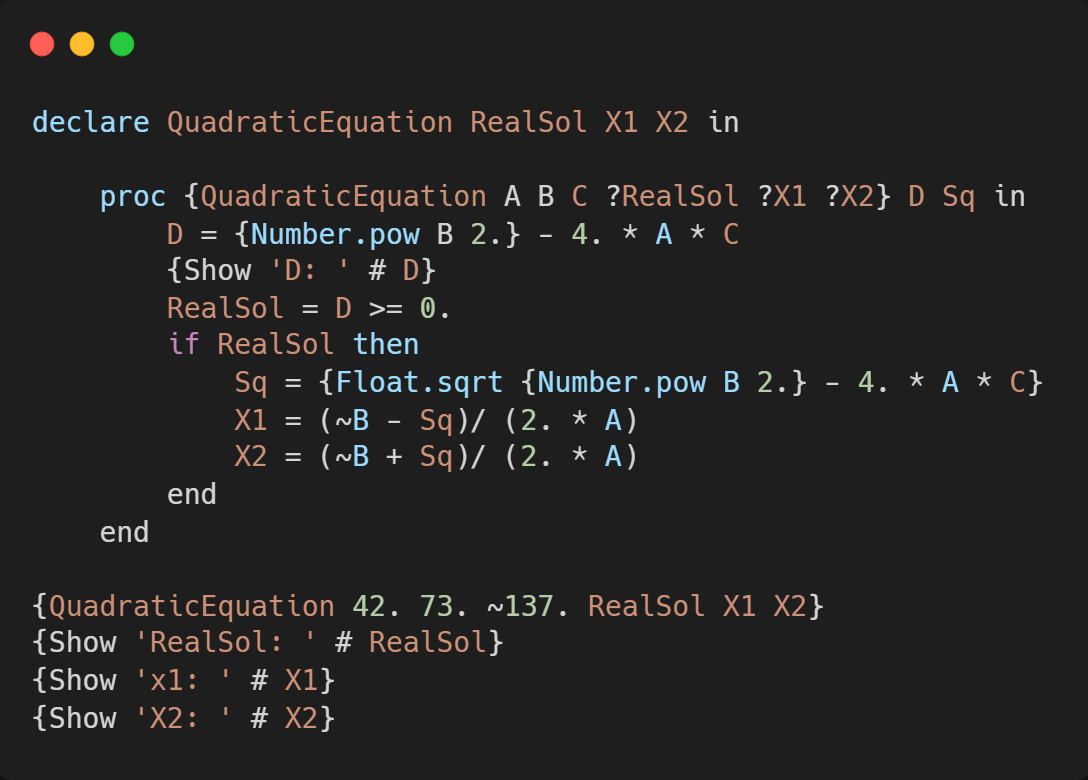 declare QuadraticEquation RealSol X1 X2 in
proc {QuadraticEquation A B C ?RealSol ?X1 ?X2} D Sq in
D = {Number.pow B 2.} - 4. * A * C
{Show 'D: ' # D}
RealSol = D >= 0.
if RealSol then
Sq = {Float.sqrt {Number.pow B 2.} - 4. * A * C}
X1 = (~B - Sq)/ (2. * A)
X2 = (~B + Sq)/ (2. * A)
end
end
{QuadraticEquation 42. 73. ~137. RealSol X1 X2}
{Show 'RealSol: ' # RealSol}
{Show 'x1: ' # X1}
{Show 'X2: ' # X2}